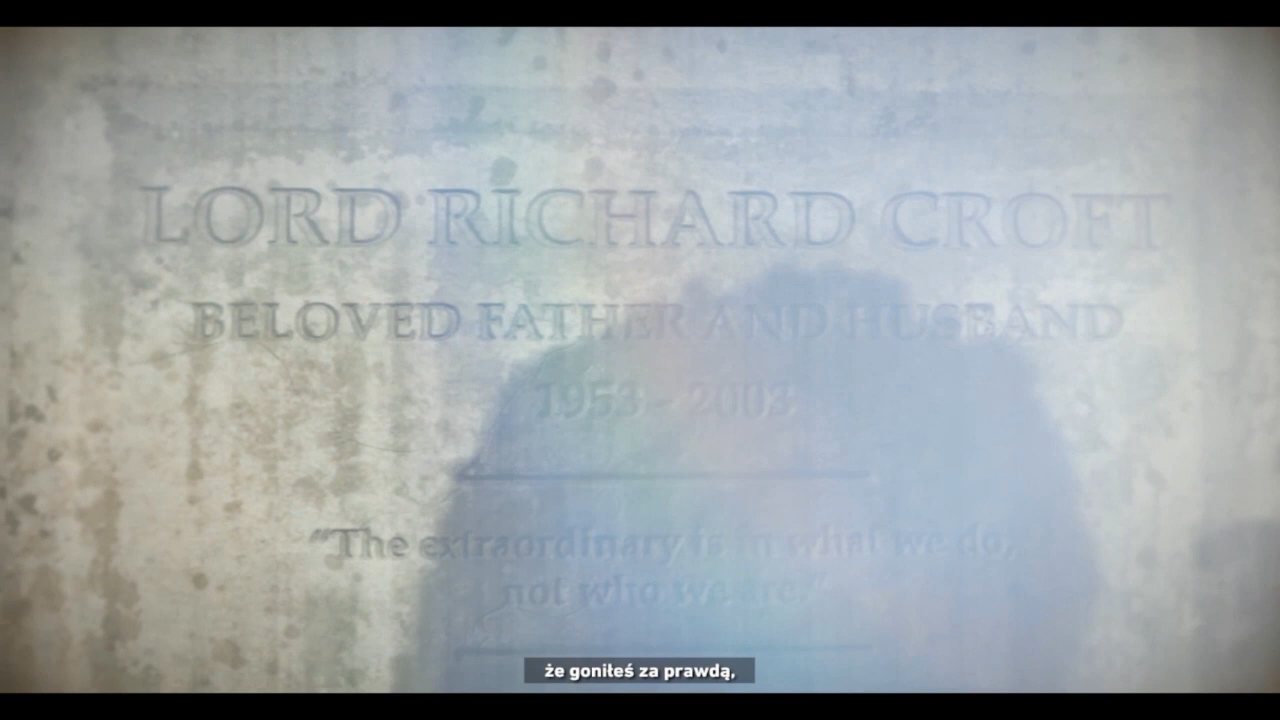 LORD RICHARD CROFT
BELOVED FATHER AND HUSBAND
1953 - 2003
"The extraordinary is in what we do,
not who we are."
że goniłeś za prawdą,